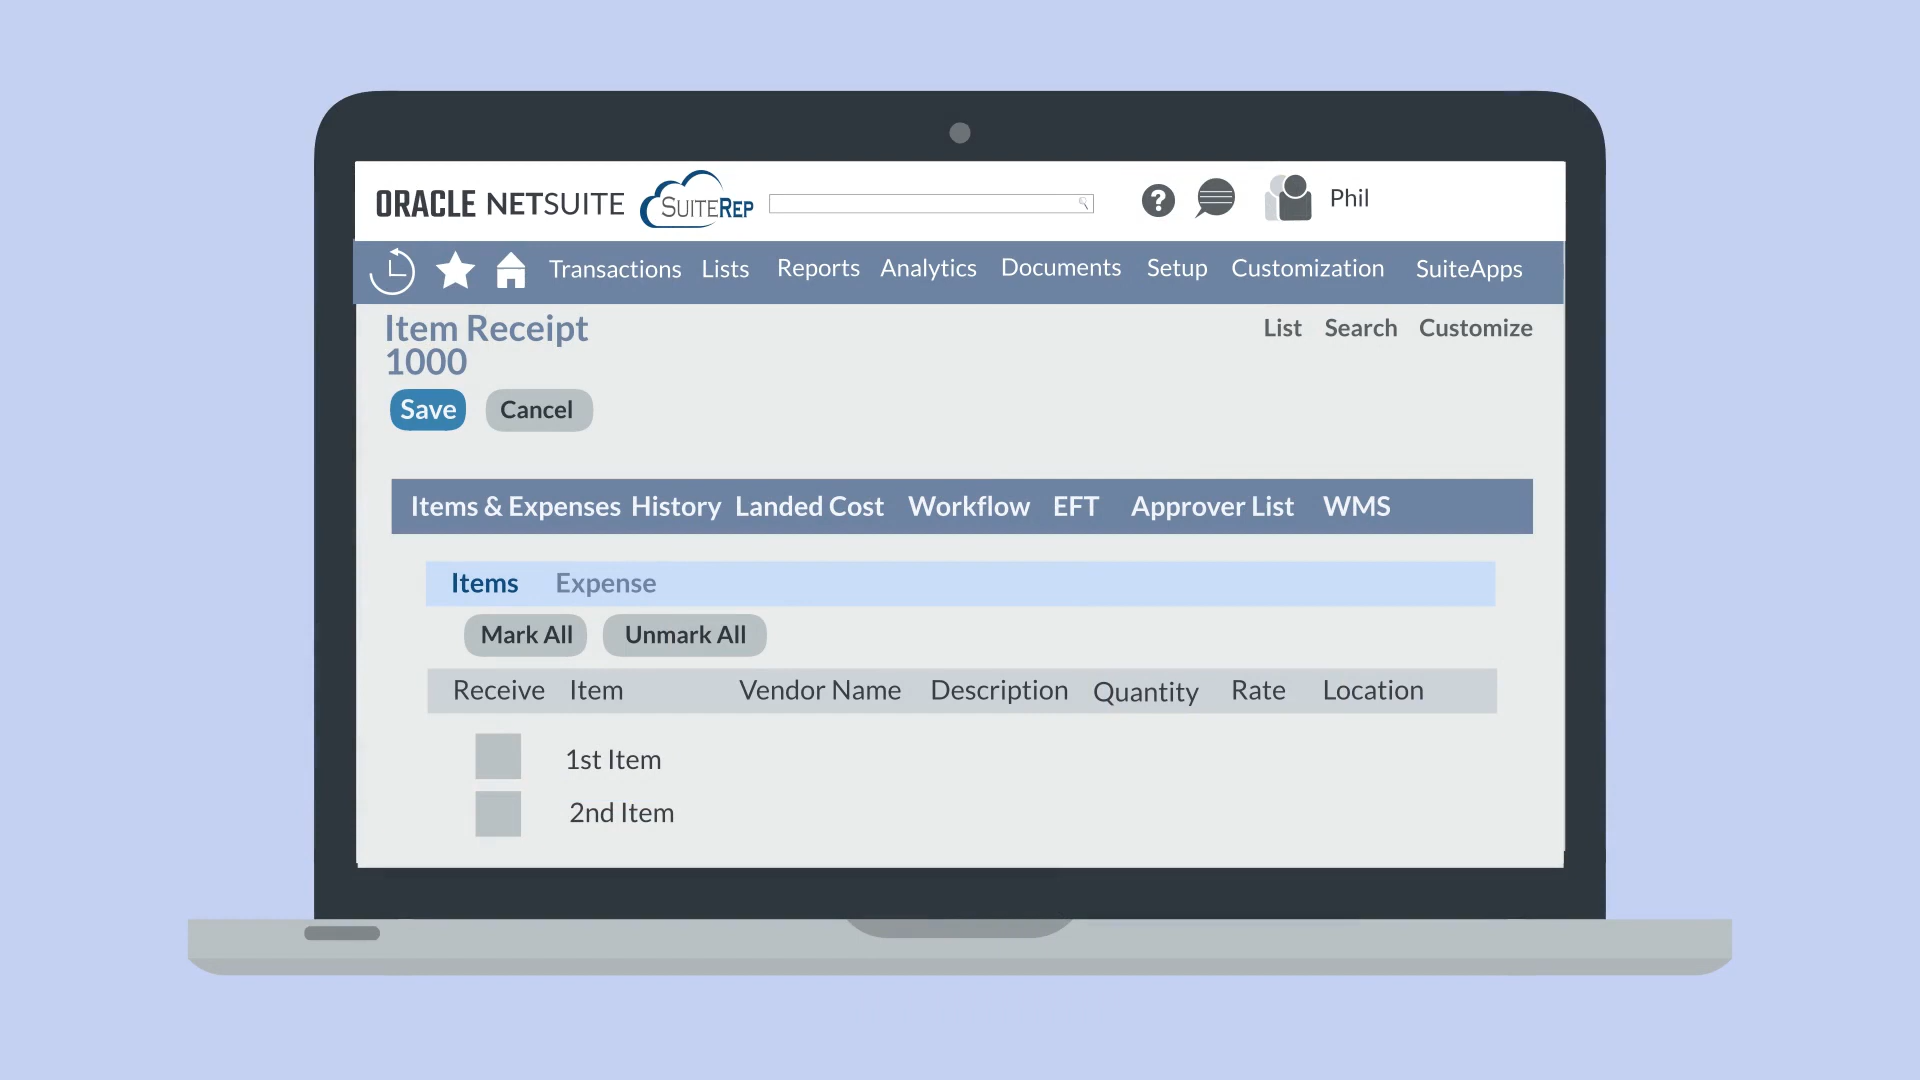 ORACLE NETSUITE SUITEREP Phil
Transactions Lists Reports Analytics Documents Setup Customization SuiteApps
Item Receipt List Search Customize
1000
Save Cancel
Items & Expenses History Landed Cost Workflow EFT Approver List WMS
Items Expense
Mark All Unmark All
Receive Item Vendor Name Description Quantity Rate Location
1st Item
2nd Item